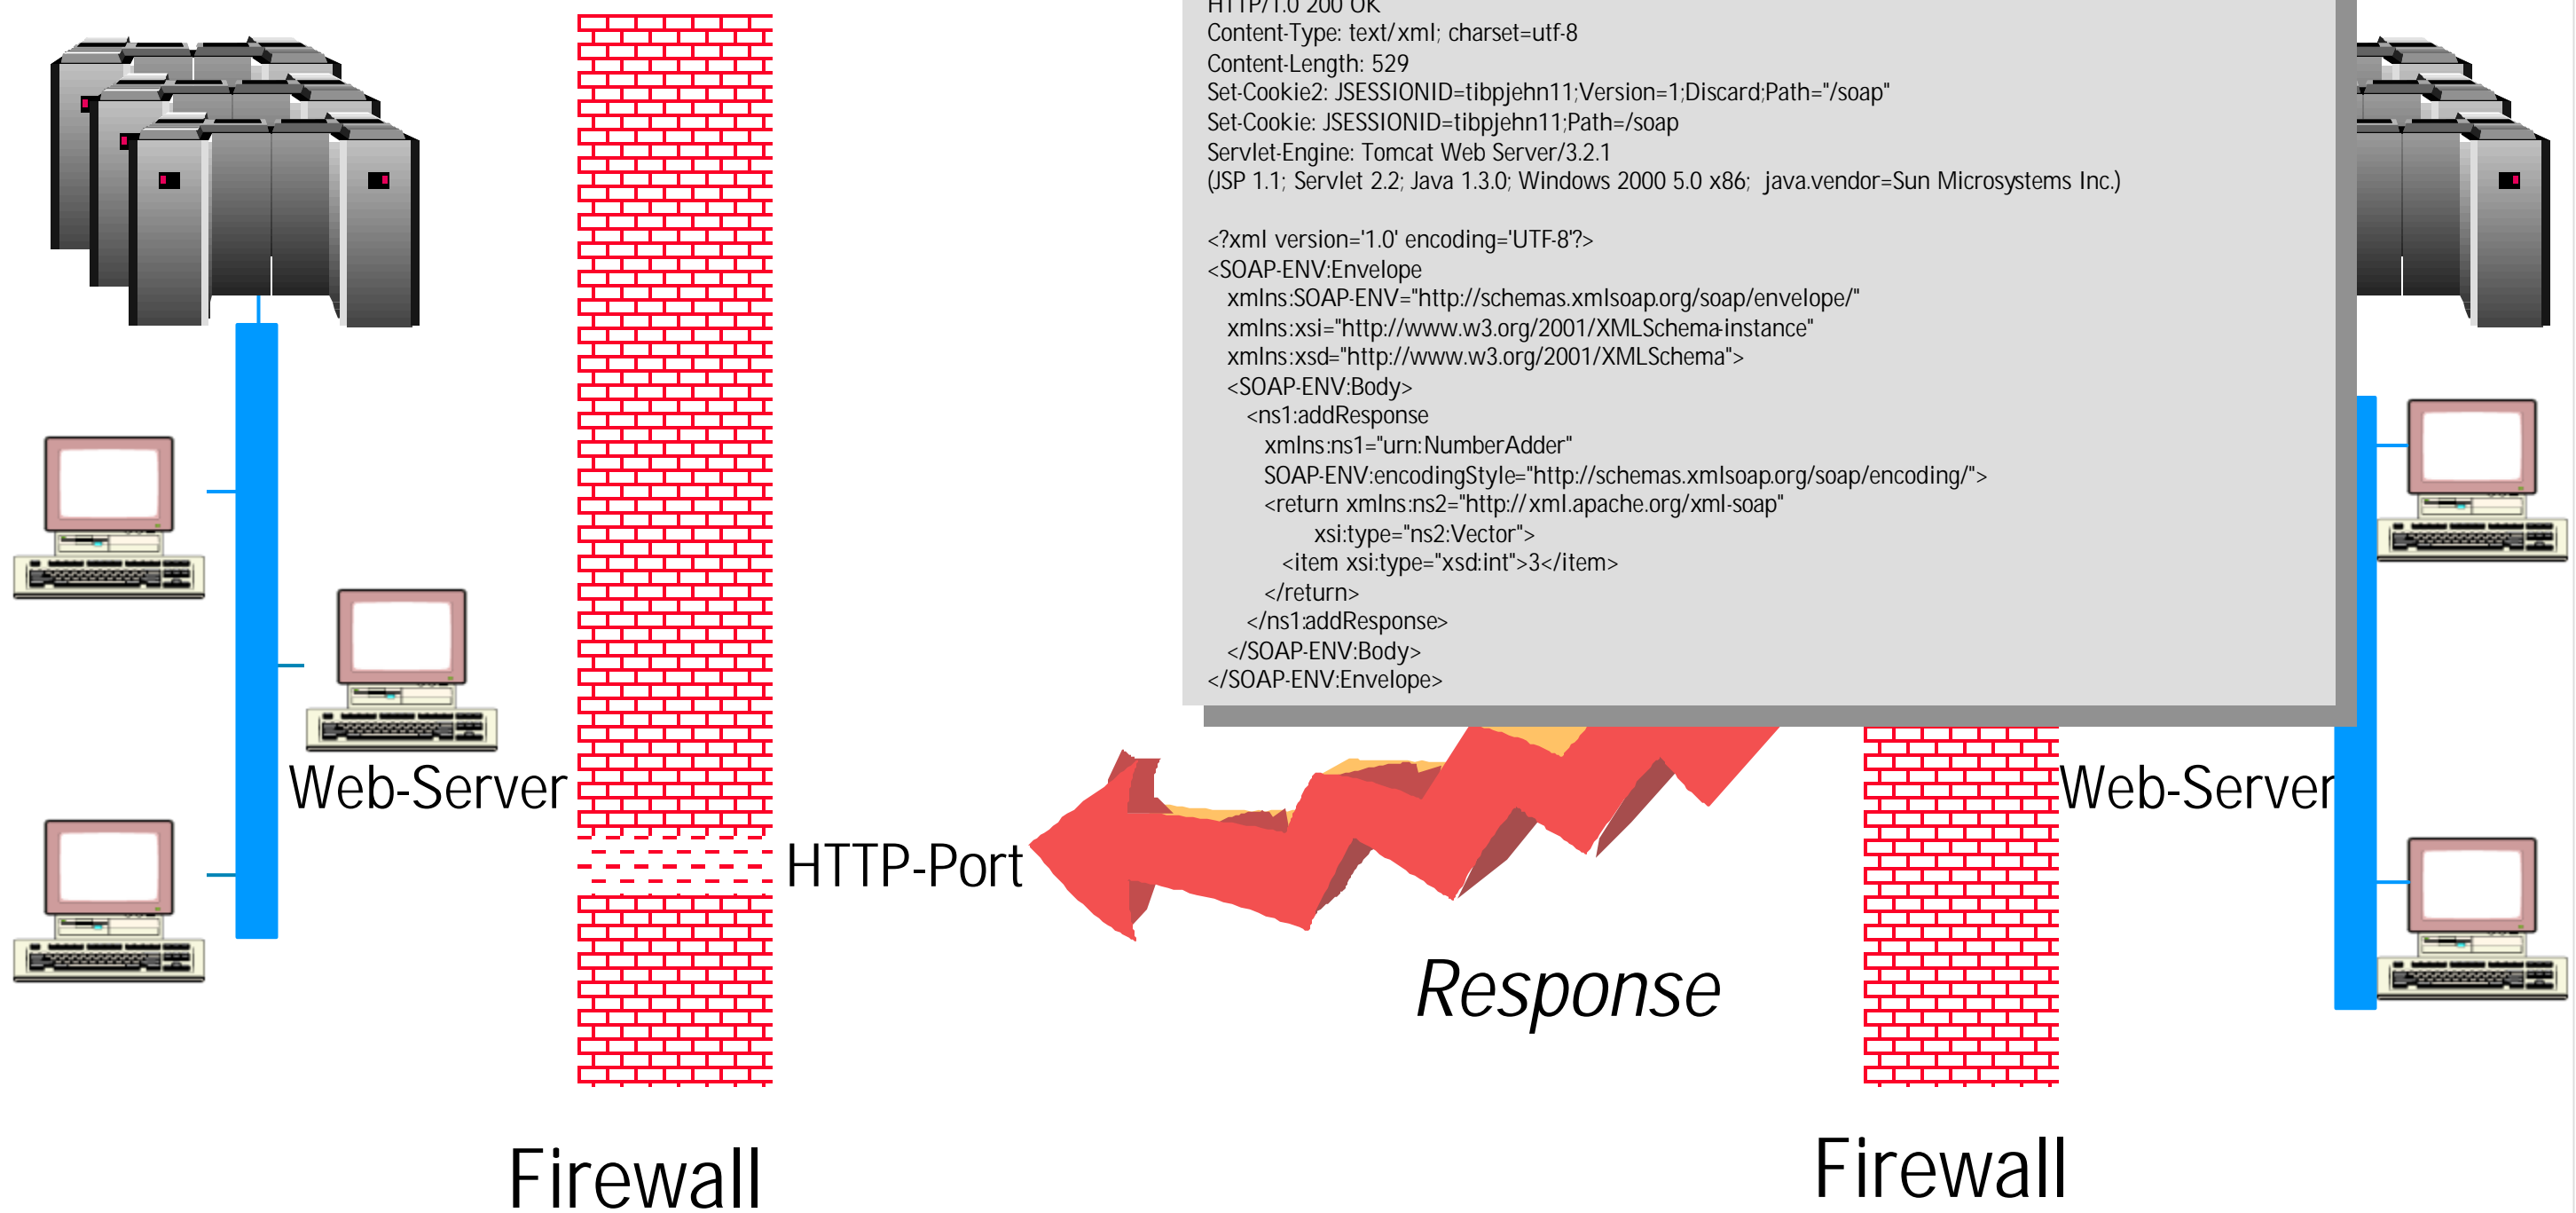 HTTP/1.0 200 OK
Content-Type: text/xml; charset=utf-8
Content-Length: 529
Set-Cookie2: JSESSIONID=tibpjehn11;Version=1;Discard;Path="/soap"
Set-Cookie: JSESSIONID=tibpjehn11;Path=/soap
Servlet-Engine: Tomcat Web Server/3.2.1
(JSP 1.1; Servlet 2.2; Java 1.3.0; Windows 2000 5.0 x86; java.vendor=Sun Microsystems Inc.)
<?xml version='1.0' encoding='UTF-8'?>
<SOAP-ENV:Envelope
xmlns:SOAP-ENV="http://schemas.xmlsoap.org/soap/envelope/"
xmlns:xsi="http://www.w3.org/2001/XMLSchema-instance"
xmlns:xsd="http://www.w3.org/2001/XMLSchema">
<SOAP-ENV:Body>
<ns1:addResponse
xmlns:ns1="urn:NumberAdder"
SOAP-ENV:encodingStyle="http://schemas.xmlsoap.org/soap/encoding/">
<return xmlns:ns2="http://xml.apache.org/xml-soap"
xsi:type="ns2:Vector">
<item xsi:type="xsd:int">3</item>
</return>
</ns1:addResponse>
</SOAP-ENV:Body>
</SOAP-ENV:Envelope>
Web-Server
Web-Server
HTTP-Port
Response
Firewall
Firewall